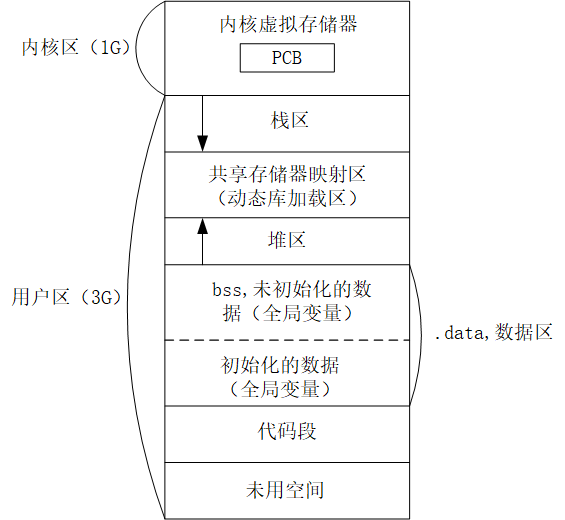 内核虚拟存储器
PCB
内核区（1G）
栈区
共享存储器映射区
（动态库加载区）
堆区
用户区（3G）
bss,未初始化的数
据（全局变量）
.data,数据区
初始化的数据
（全局变量）
代码段
未用空间